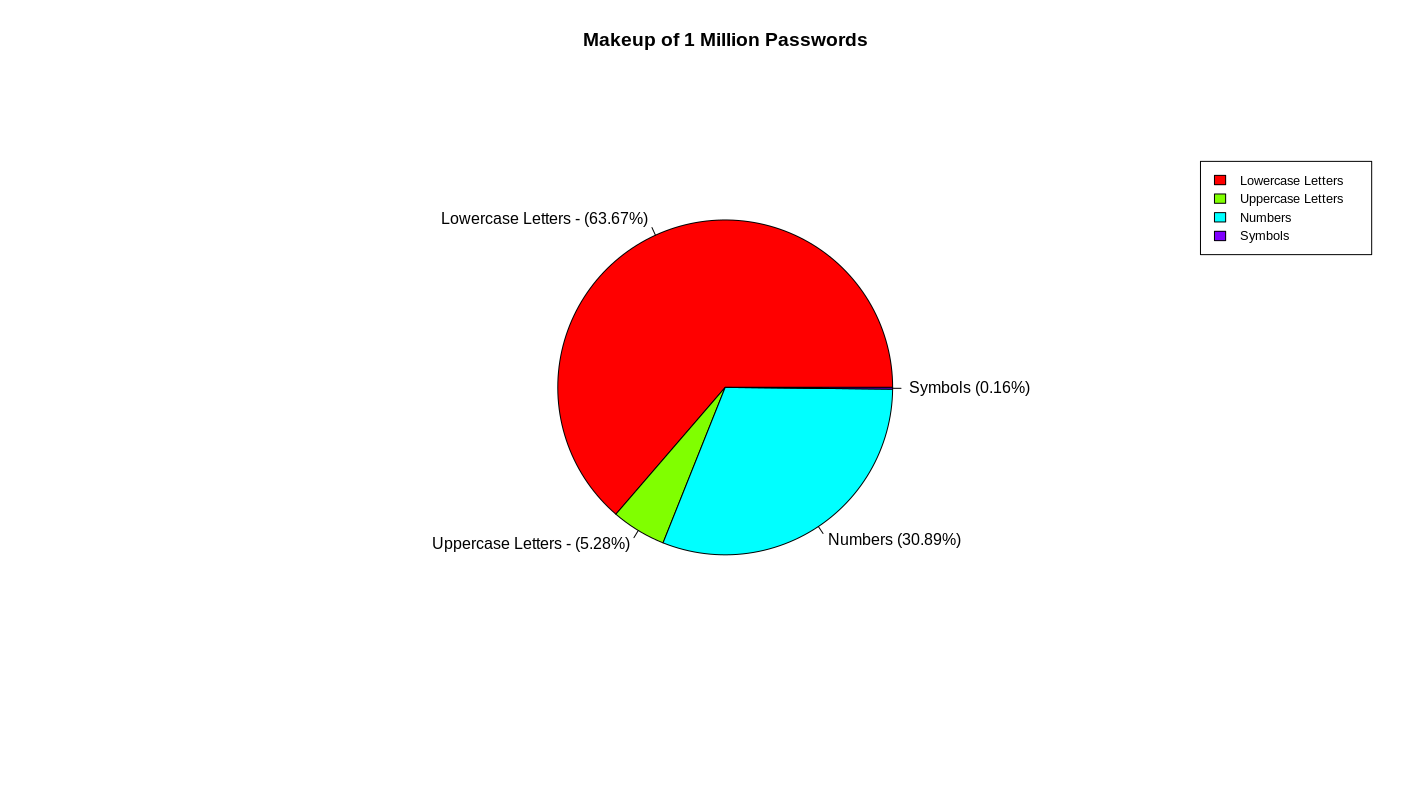 Makeup of 1 Million Passwords
Lowercase Letters
Uppercase Letters
Numbers
Symbols
Lowercase Letters - (63.67%)
Symbols (0.16%)
Uppercase Letters - (5.28%)
Numbers (30.89%)